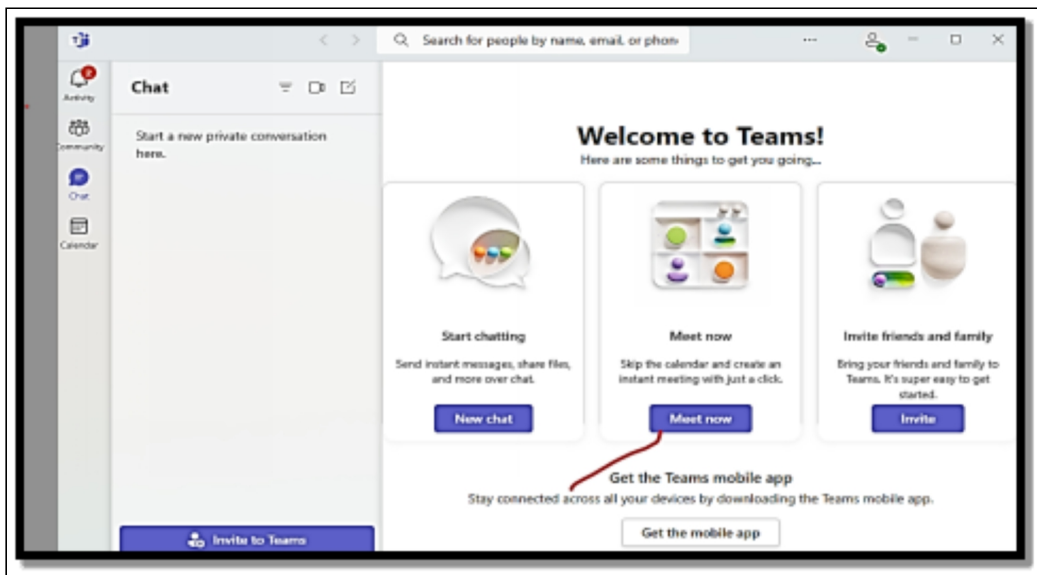 Search for people by name, email, or phon
2
Activity
Community
Chat
Calendar
Chat
Start a new private conversation
here.
Welcome to Teams!
Here are some things to get you going...
Start chatting
Send instant messages, share files,
and more over chat.
New chat
Meet now
Skip the calendar and create an
instant meeting with just a click.
Meet now
Invite friends and family
Bring your friends and family to
Teams. It's super easy to get
started.
Invite
Get the Teams mobile app
Stay connected across all your devices by downloading the Teams mobile app.
Get the mobile app
Invite to Teams